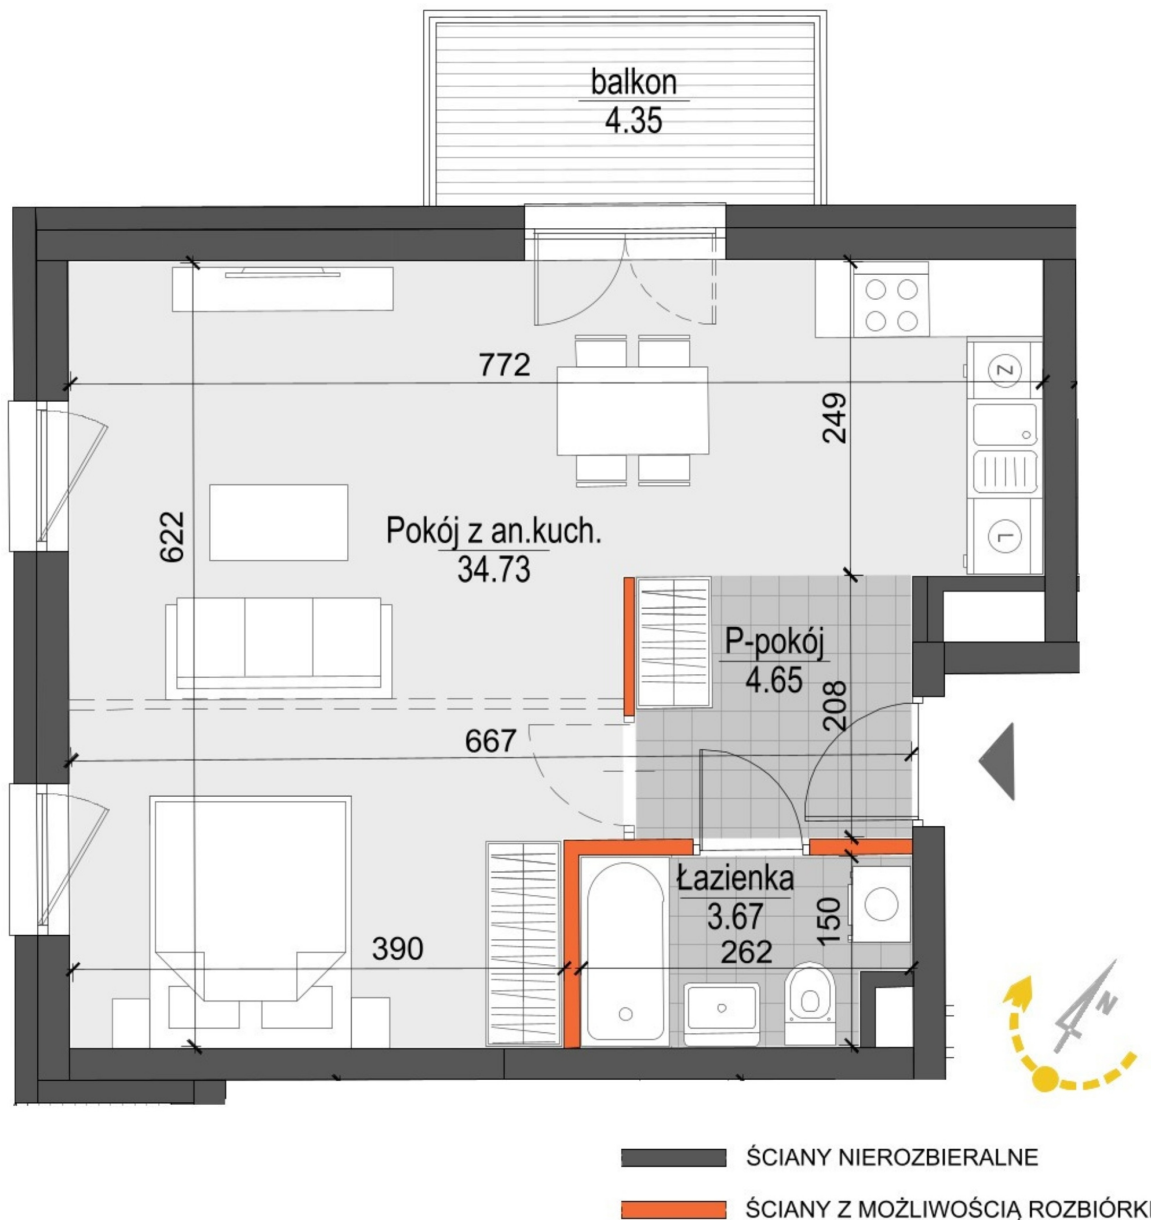 balkon
4.35
772
249
Z
622
Pokój z an.kuch.
34.73
L
P-pokój
4.65
208
667
Łazienka
3.67
150
390
262
N
ŚCIANY NIEROZBIERALNE
ŚCIANY Z MOŻLIWOŚCIĄ ROZBIÓRKI